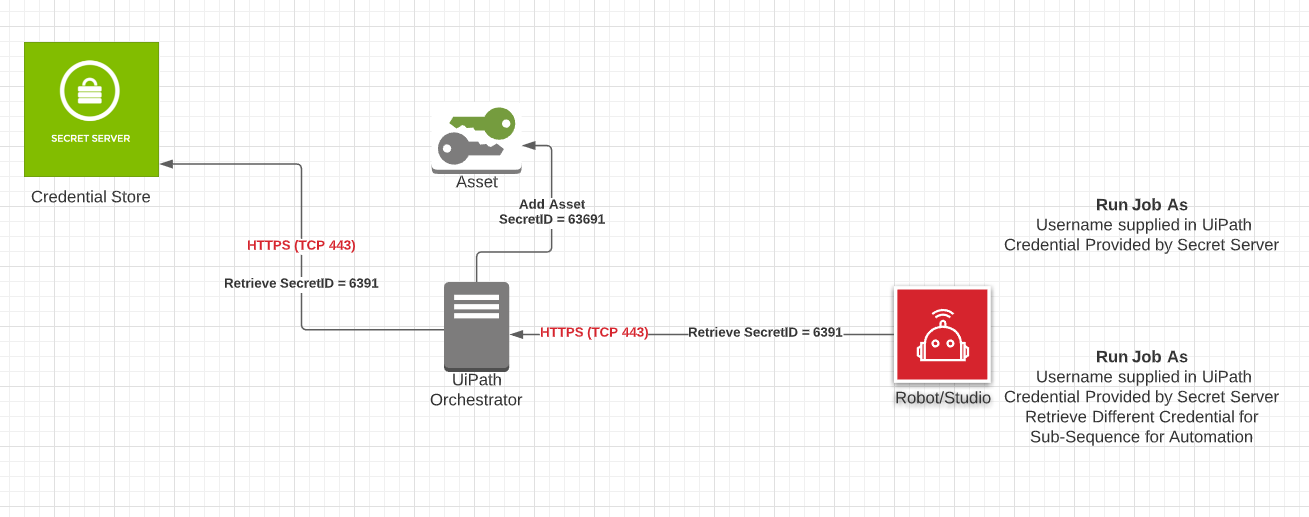 SECRET SERVER
Credential Store
Asset
Add Asset
SecretID = 63691
HTTPS (TCP 443)
Retrieve SecretID = 6391
UiPath
Orchestrator
HTTPS (TCP 443)
Retrieve SecretID = 6391
Robot/Studio
Run Job As
Username supplied in UiPath
Credential Provided by Secret Server
Run Job As
Username supplied in UiPath
Credential Provided by Secret Server
Retrieve Different Credential for
Sub-Sequence for Automation